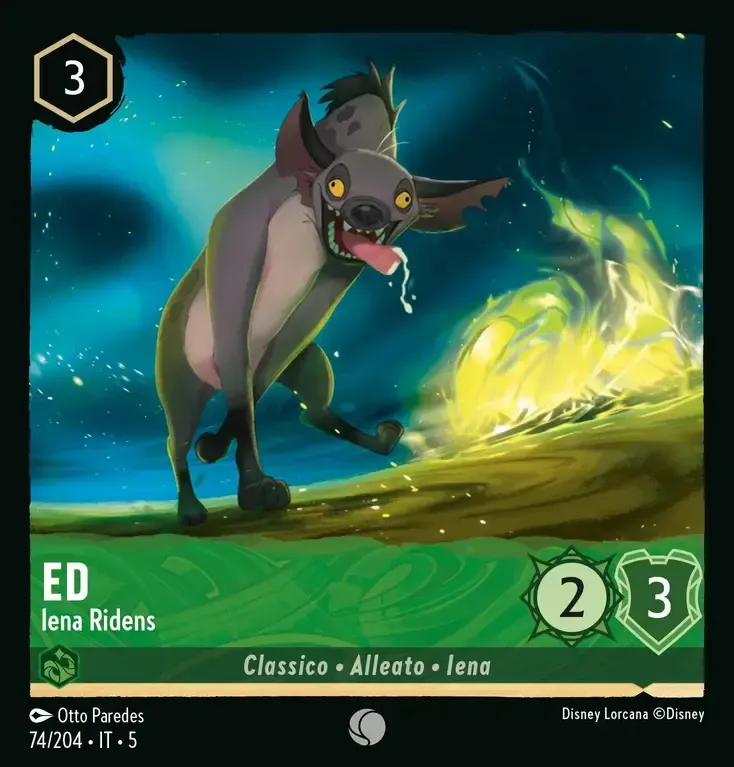 3
ED
Iena Ridens
2
3
Classico • Alleato • Iena
Otto Paredes
Disney Lorcana ©Disney
74/204 • IT • 5